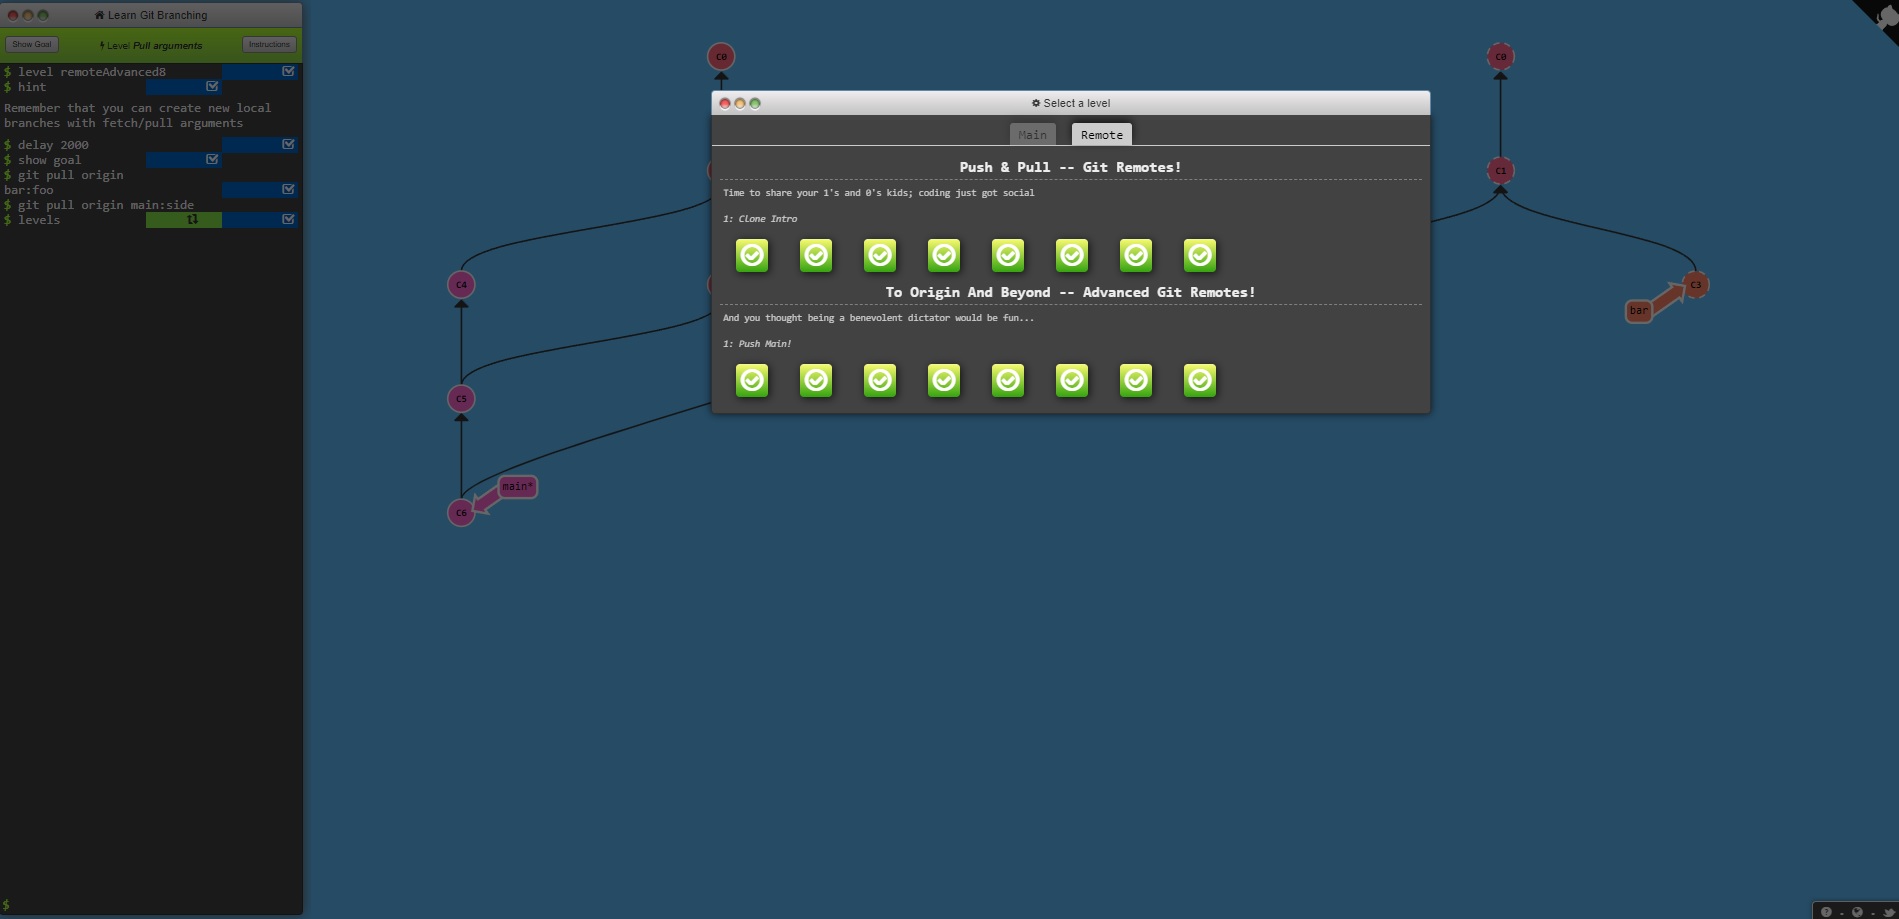 Learn Git Branching
Show Goal
Level Pull arguments
Instructions
$ level remoteAdvanced8
$ hint
Remember that you can create new local
branches with fetch/pull arguments
$ delay 2000
$ show goal
$ git pull origin
bar:foo
$ git pull origin main:side
$ levels
$
C0
C4
C5
C6
main*
Select a level
Main
Remote
Push & Pull -- Git Remotes!
Time to share your 1's and 0's kids; coding just got social
1: Clone Intro
To Origin And Beyond -- Advanced Git Remotes!
And you thought being a benevolent dictator would be fun...
1: Push Main!
C0
C1
C3
bar